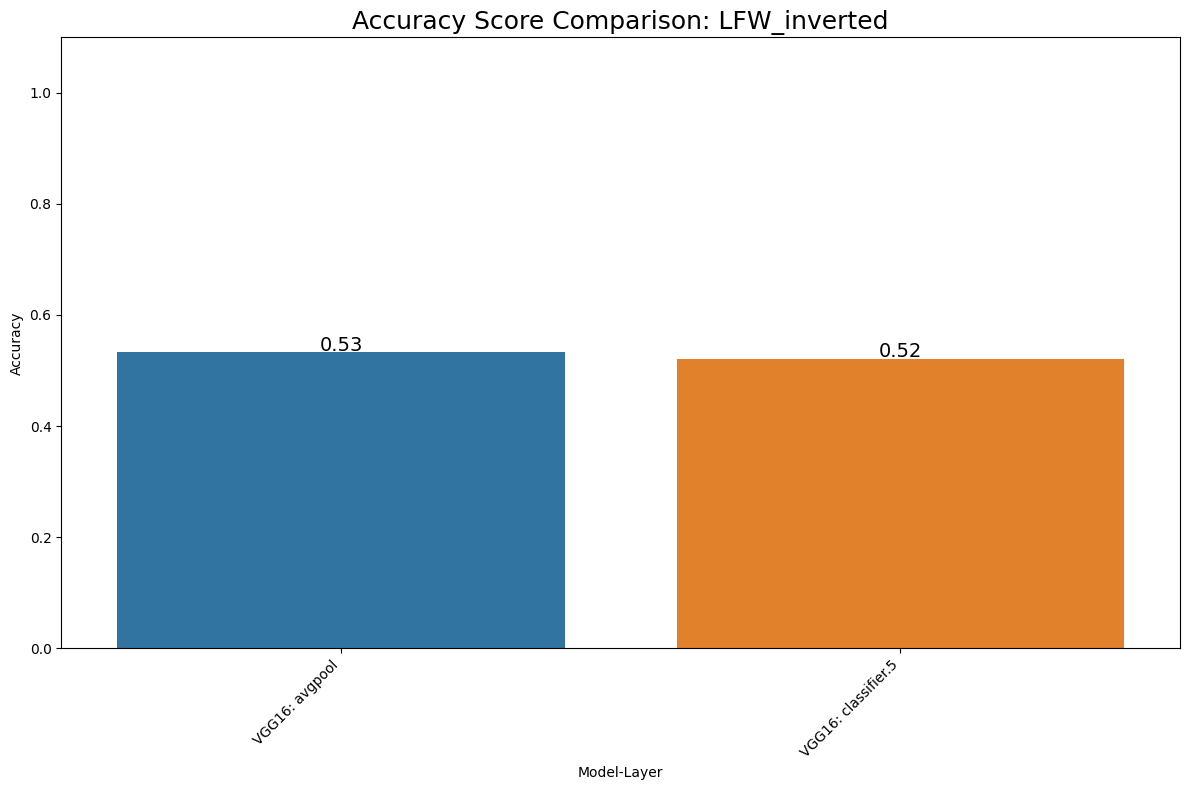 Accuracy Score Comparison: LFW_inverted
1.0
0.8
0.6
0.4
0.2
0.0
Accuracy
0.53
0.52
VGG16: avgpool
VGG16: classifier.5
Model-Layer